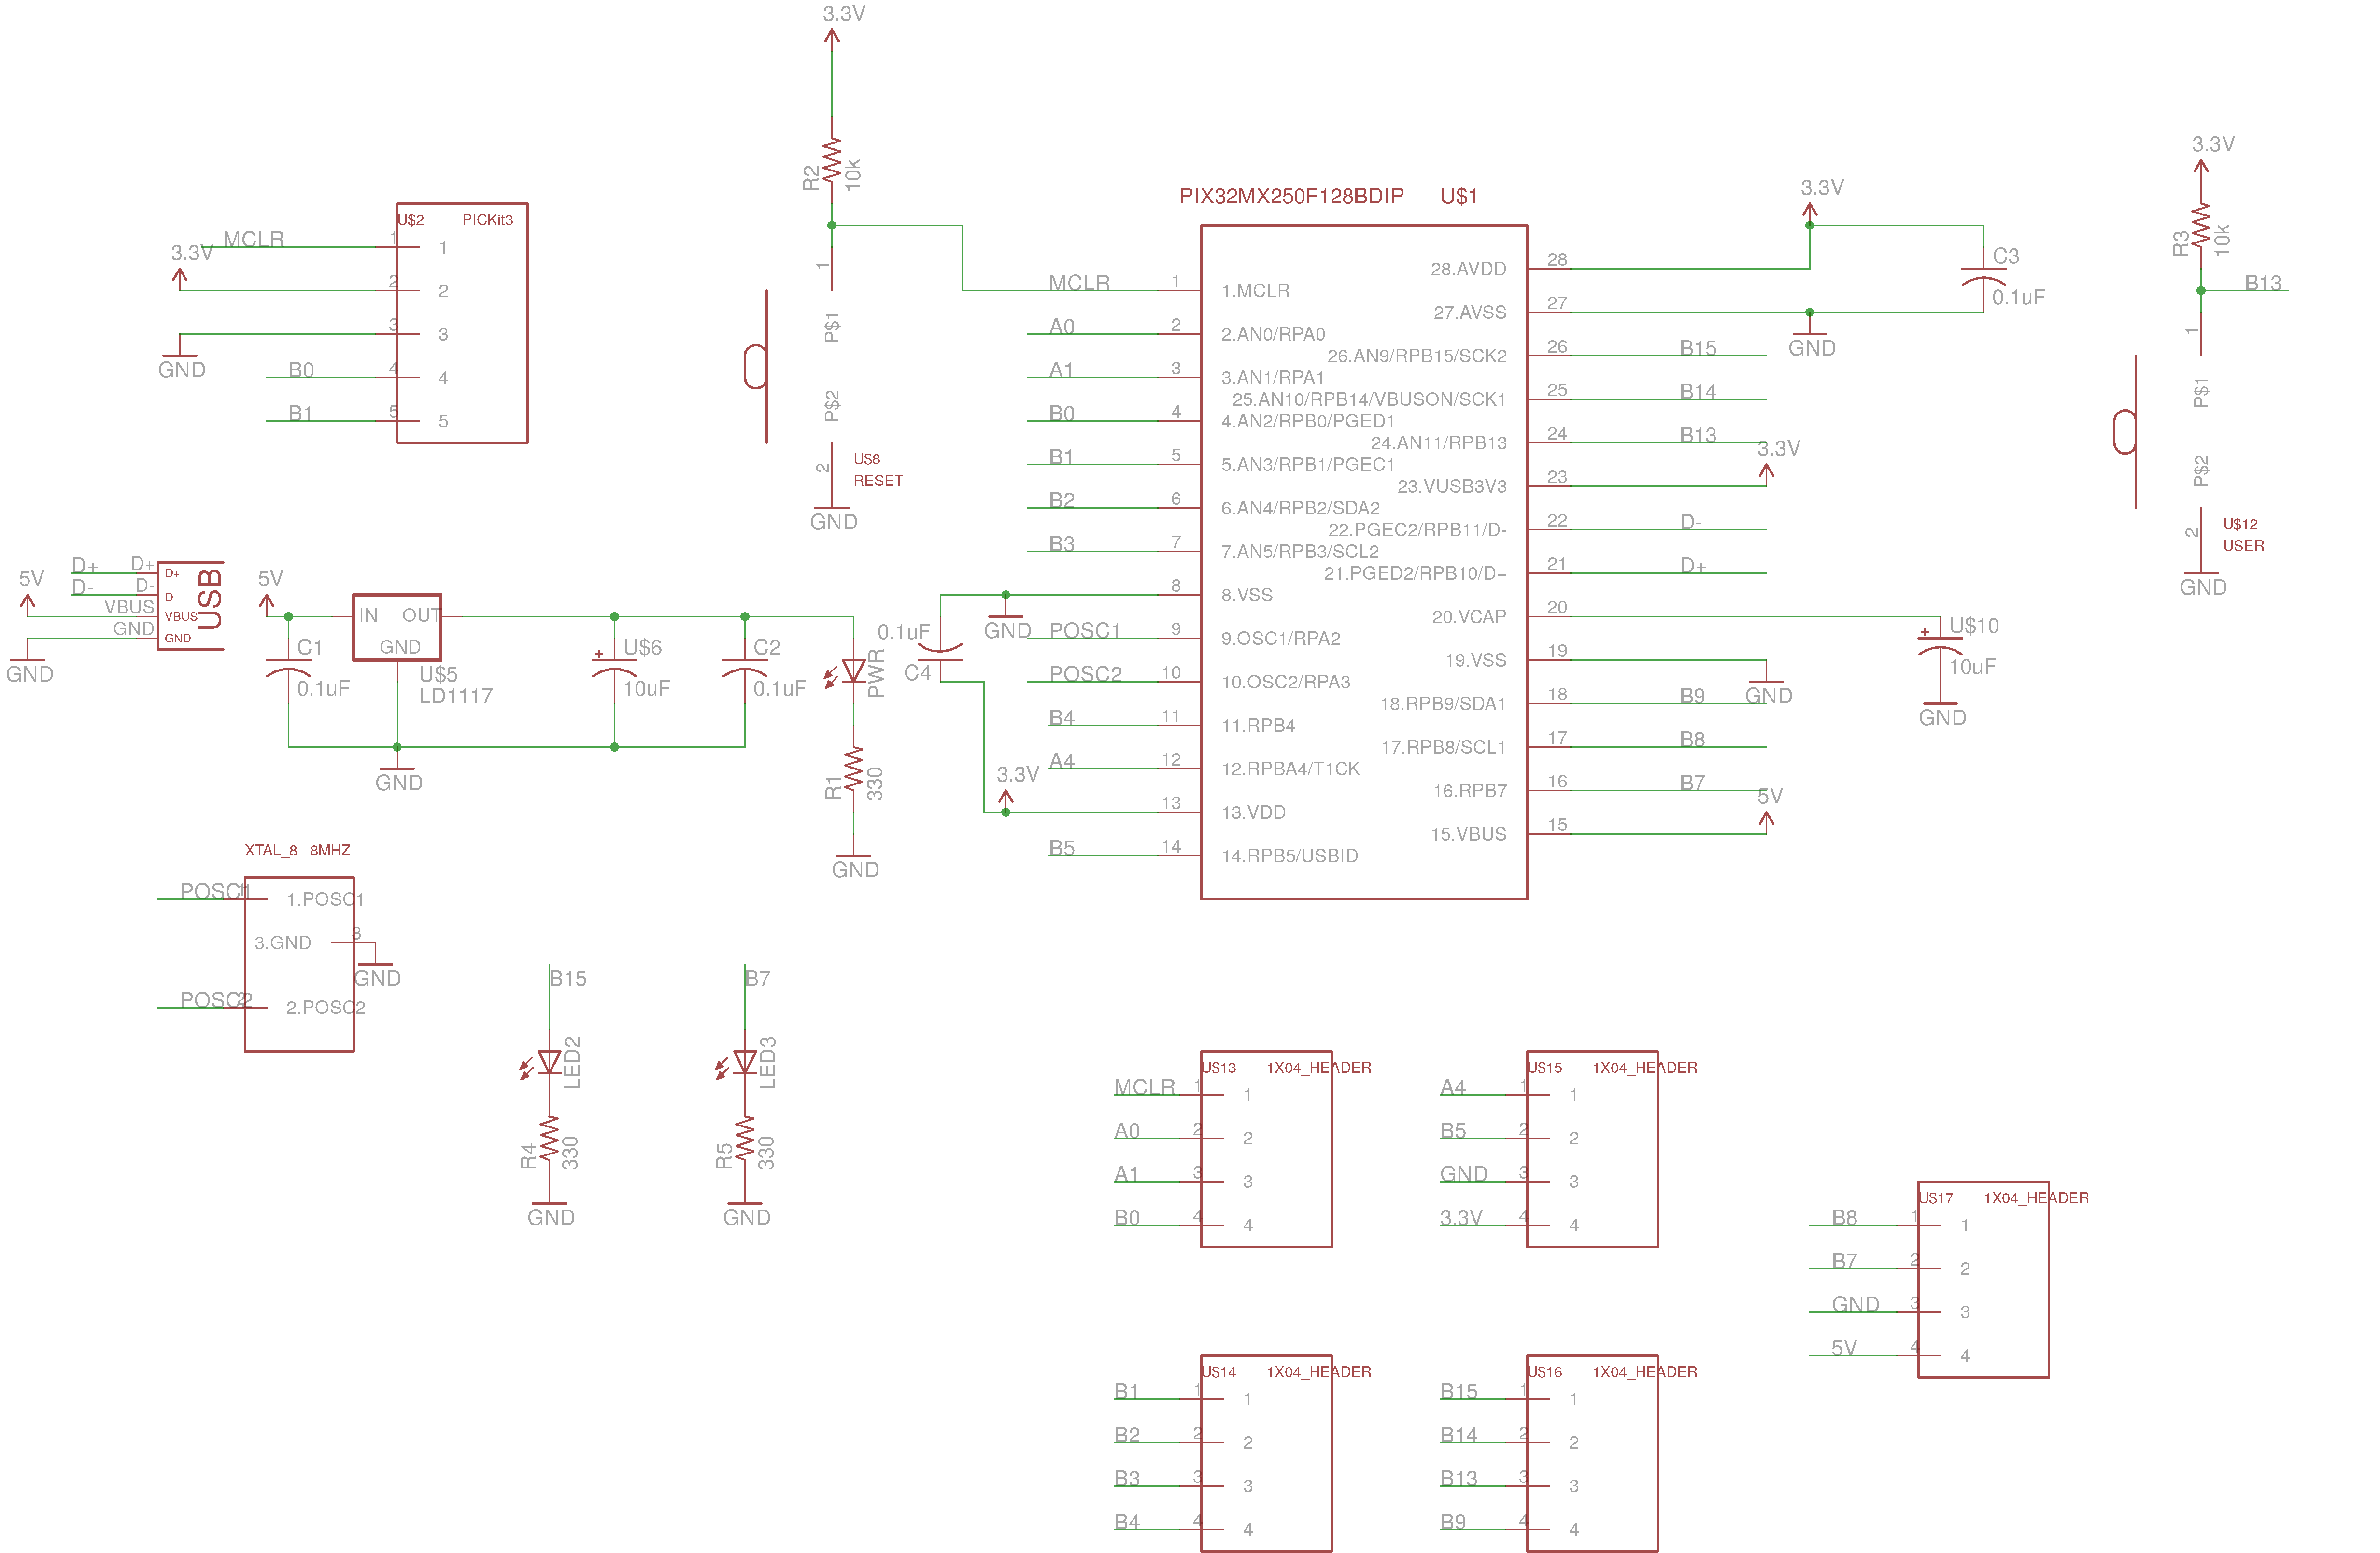 3.3V
R2
10k
1
P$1
P$2
2
U$8
RESET
GND
U$2 PICKit3
MCLR 1 1
3.3V 2 2
GND 3 3
B0 4 4
B1 5 5
D+ D+ D+
D- D- D-
5V VBUS VBUS
GND GND GND
USB
5V
IN OUT
GND
U$5
LD1117
C1
0.1uF
U$6
10uF
C2
0.1uF
GND
PWR
R1
330
GND
PIX32MX250F128BDIP U$1
MCLR 1 1.MCLR
A0 2 2.AN0/RPA0
A1 3 3.AN1/RPA1
B0 4 4.AN2/RPB0/PGED1
B1 5 5.AN3/RPB1/PGEC1
B2 6 6.AN4/RPB2/SDA2
B3 7 7.AN5/RPB3/SCL2
8 8.VSS
GND
POSC1 9 9.OSC1/RPA2
POSC2 10 10.OSC2/RPA3
B4 11 11.RPB4
A4 12 12.RPBA4/T1CK
3.3V 13 13.VDD
B5 14 14.RPB5/USBID
0.1uF
C4
28.AVDD 28
27.AVSS 27
26.AN9/RPB15/SCK2 26 B15
25.AN10/RPB14/VBUSON/SCK1 25 B14
24.AN11/RPB13 24 B13
23.VUSB3V3 23 3.3V
22.PGEC2/RPB11/D- 22 D-
21.PGED2/RPB10/D+ 21 D+
20.VCAP 20
19.VSS 19 GND
18.RPB9/SDA1 18 B9
17.RPB8/SCL1 17 B8
16.RPB7 16 B7
15.VBUS 15 5V
3.3V
C3
0.1uF
GND
+ U$10
10uF
GND
3.3V
R3
10k
B13
1
P$1
P$2
2
U$12
USER
GND
XTAL_8 8MHZ
POSC1 1 1.POSC1
3.GND 3
GND
POSC2 2 2.POSC2
B15
LED2
R4
330
GND
B7
LED3
R5
330
GND
U$13 1X04_HEADER
MCLR 1 1
A0 2 2
A1 3 3
B0 4 4
U$15 1X04_HEADER
A4 1 1
B5 2 2
GND 3 3
3.3V 4 4
U$17 1X04_HEADER
B8 1 1
B7 2 2
GND 3 3
5V 4 4
U$14 1X04_HEADER
B1 1 1
B2 2 2
B3 3 3
B4 4 4
U$16 1X04_HEADER
B15 1 1
B14 2 2
B13 3 3
B9 4 4